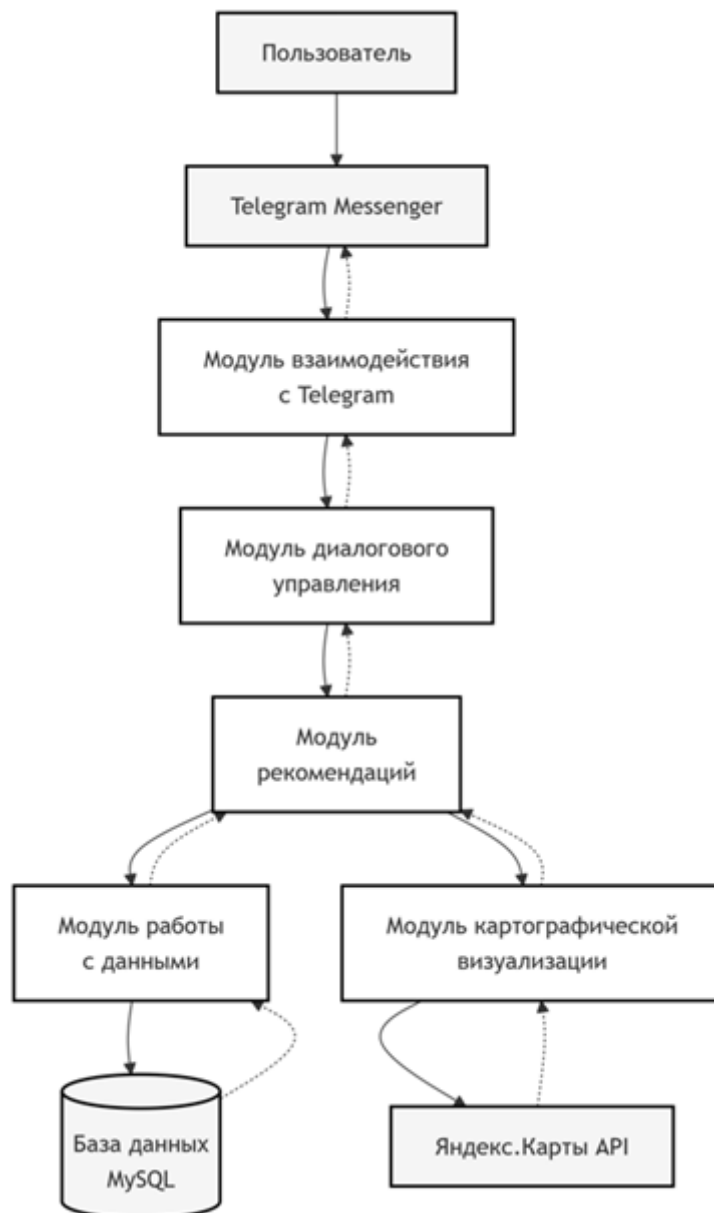 Пользователь
Telegram Messenger
Модуль взаимодействия
с Telegram
Модуль диалогового
управления
Модуль
рекомендаций
Модуль работы
с данными
Модуль картографической
визуализации
База данных
MySQL
Яндекс.Карты API